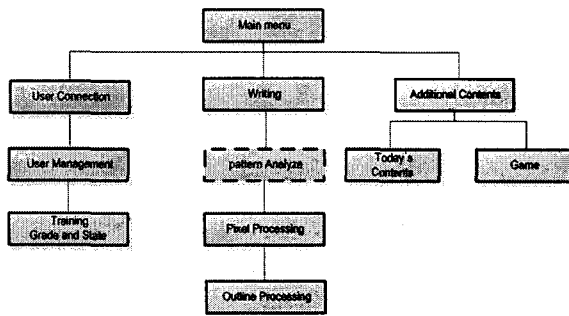 Main menu
User Connection
Writing
Additional Contents
User Management
pattern Analyze
Today's
Contents
Game
Training
Grade and State
Pixel Processing
Outline Processing